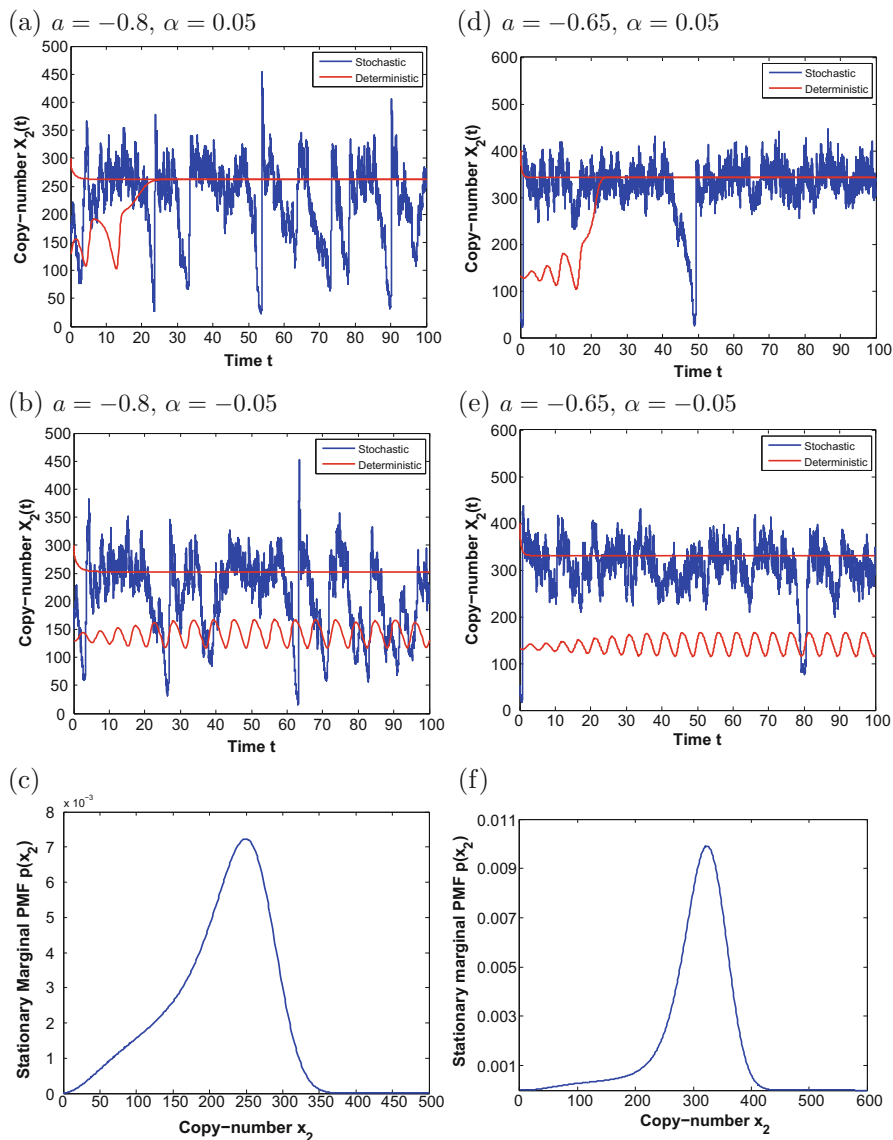 (a) a = −0.8, α = 0.05
500
450
400
350
300
250
200
150
100
50
0
0 10 20 30 40 50 60 70 80 90 100
Copy−number X₂(t)
Time t
Stochastic
Deterministic
(d) a = −0.65, α = 0.05
600
500
400
300
200
100
0
0 10 20 30 40 50 60 70 80 90 100
Copy−number X₂(t)
Time t
Stochastic
Deterministic
(b) a = −0.8, α = −0.05
500
450
400
350
300
250
200
150
100
50
0
0 10 20 30 40 50 60 70 80 90 100
Copy−number X₂(t)
Time t
Stochastic
Deterministic
(e) a = −0.65, α = −0.05
600
500
400
300
200
100
0
0 10 20 30 40 50 60 70 80 90 100
Copy−number X₂(t)
Time t
Stochastic
Deterministic
(c)
x 10⁻³
8
7
6
5
4
3
2
1
0
0 50 100 150 200 250 300 350 400 450 500
Stationary Marginal PMF p(x₂)
Copy−number x₂
(f)
0.011
0.009
0.007
0.005
0.003
0.001
0 100 200 300 400 500 600
Stationary marginal PMF p(x₂)
Copy−number x₂